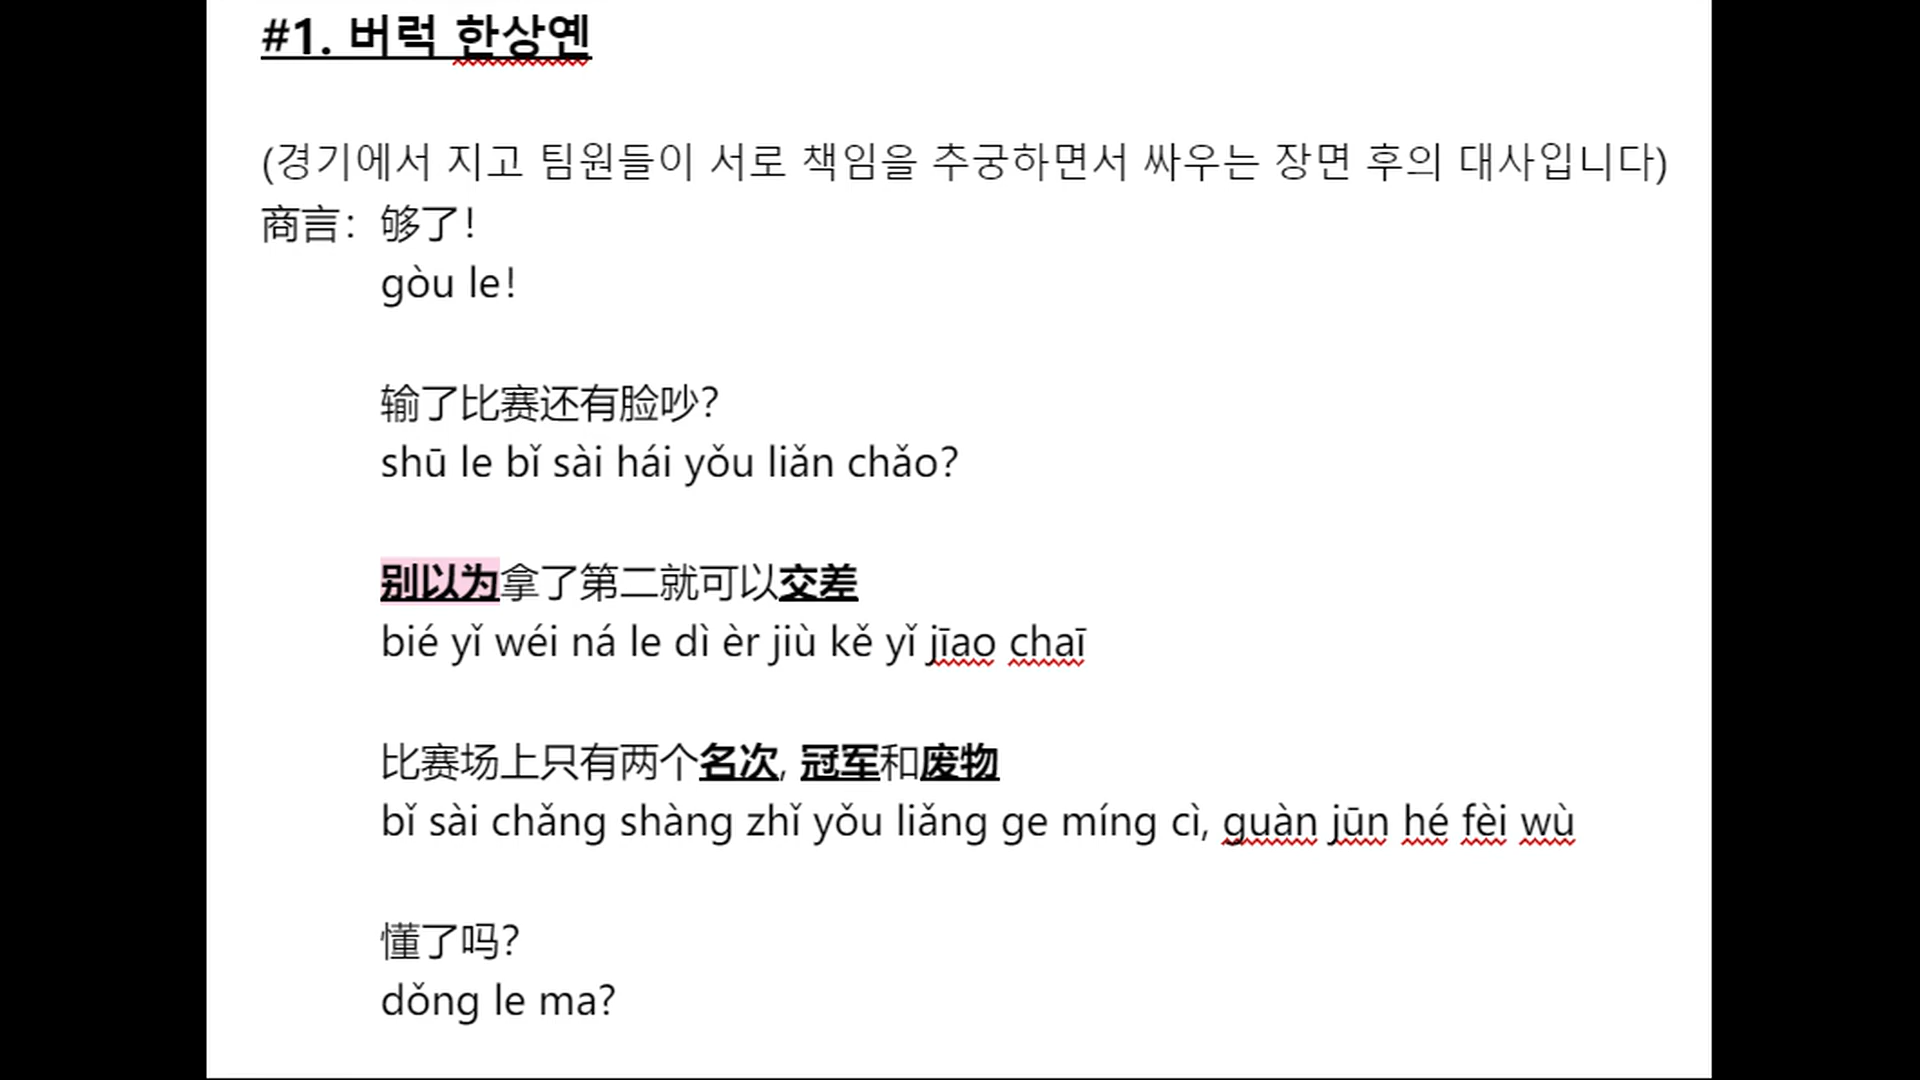 #1. 버럭 한상옌
(경기에서 지고 팀원들이 서로 책임을 추궁하면서 싸우는 장면 후의 대사입니다)
商言：够了！
gòu le！
输了比赛还有脸吵？
shū le bǐ sài hái yǒu liǎn chǎo？
别以为拿了第二就可以交差
bié yǐ wéi ná le dì èr jiù kě yǐ jīao chaī
比赛场上只有两个名次, 冠军和废物
bǐ sài chǎng shàng zhǐ yǒu liǎng ge míng cì, guàn jūn hé fèi wù
懂了吗？
dǒng le ma？